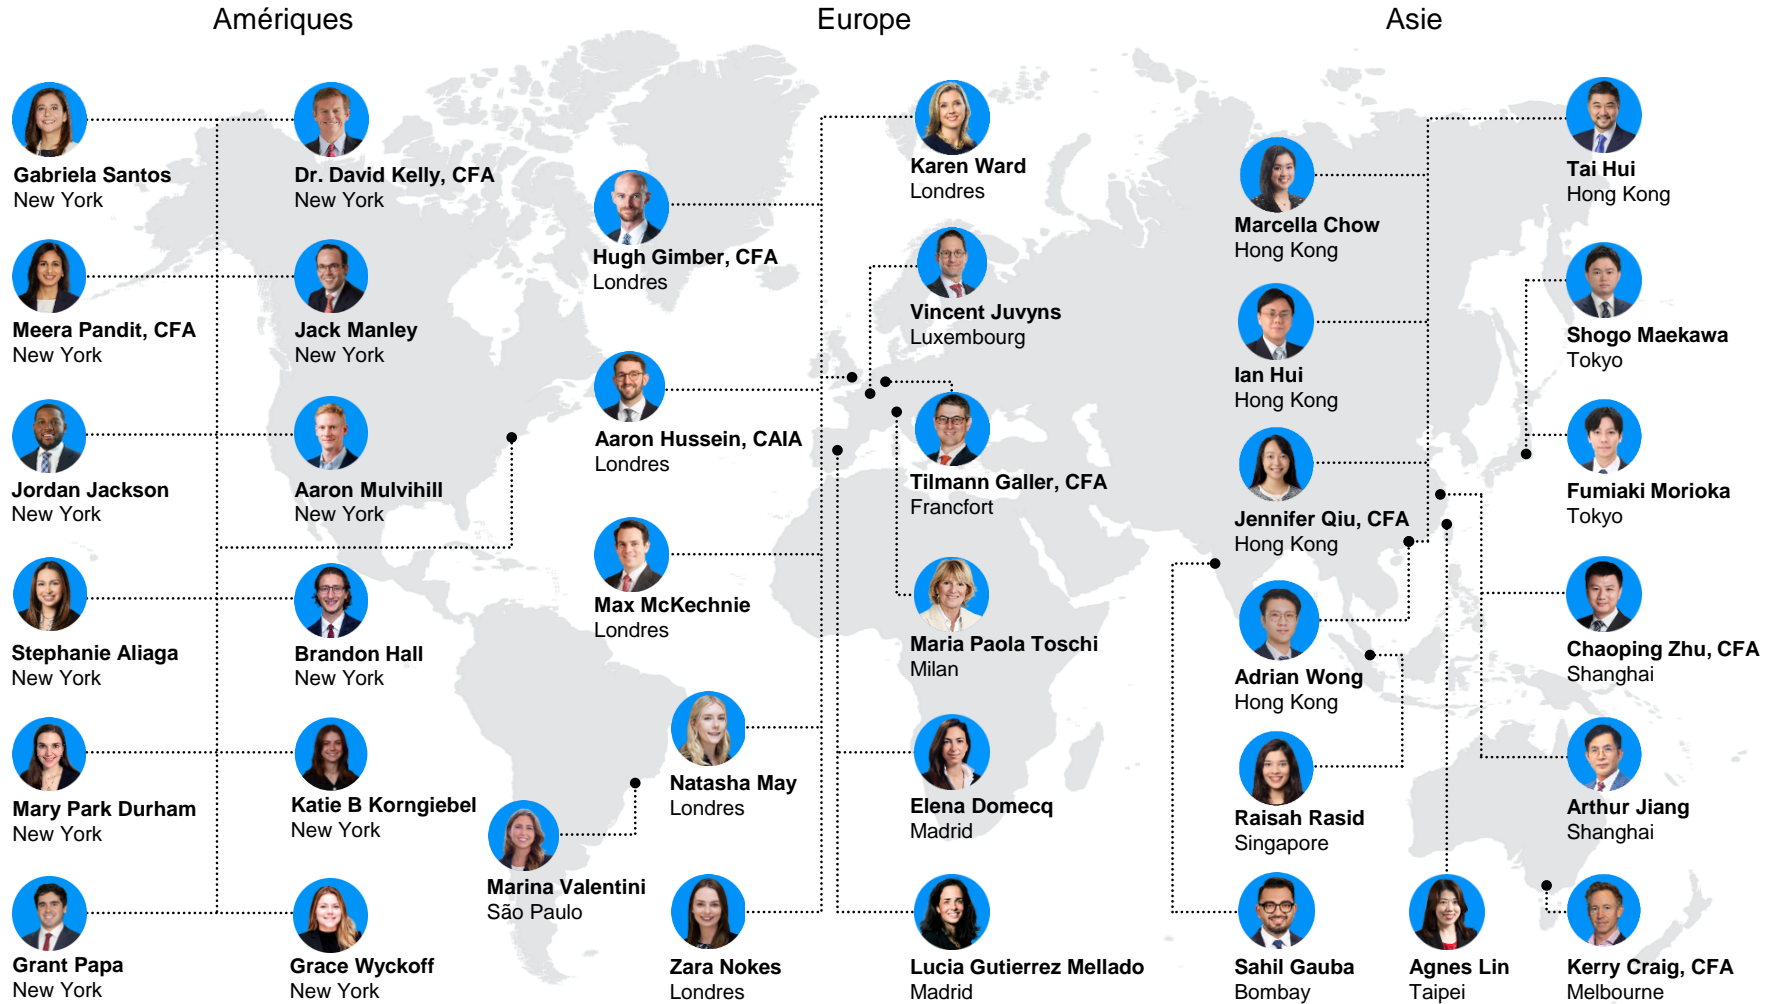 Amériques
Europe
Asie
Gabriela Santos
New York
Dr. David Kelly, CFA
New York
Meera Pandit, CFA
New York
Jack Manley
New York
Jordan Jackson
New York
Aaron Mulvihill
New York
Stephanie Aliaga
New York
Brandon Hall
New York
Mary Park Durham
New York
Katie B Korngiebel
New York
Grant Papa
New York
Grace Wyckoff
New York
Marina Valentini
São Paulo
Hugh Gimber, CFA
Londres
Aaron Hussein, CAIA
Londres
Max McKechnie
Londres
Natasha May
Londres
Zara Nokes
Londres
Karen Ward
Londres
Vincent Juvyns
Luxembourg
Tilmann Galler, CFA
Francfort
Maria Paola Toschi
Milan
Elena Domecq
Madrid
Lucia Gutierrez Mellado
Madrid
Marcella Chow
Hong Kong
Ian Hui
Hong Kong
Jennifer Qiu, CFA
Hong Kong
Adrian Wong
Hong Kong
Raisah Rasid
Singapore
Sahil Gauba
Bombay
Agnes Lin
Taipei
Tai Hui
Hong Kong
Shogo Maekawa
Tokyo
Fumiaki Morioka
Tokyo
Chaoping Zhu, CFA
Shanghai
Arthur Jiang
Shanghai
Kerry Craig, CFA
Melbourne